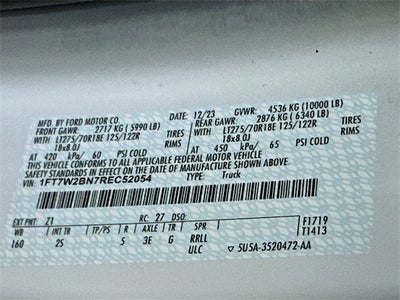 MFD. BY FORD MOTOR CO.
12/23 GVWR: 4536 KG (10000 LB)
FRONT GAWR: 2717 KG ( 5990 LB)
REAR GAWR: 2876 KG ( 6340 LB)
LT275/70R18E 125/122R TIRES
LT275/70R18E 125/122R TIRES
18x8.0J RIMS
18x8.0J RIMS
AT 420 kPa/ 60 PSI COLD
AT 450 kPa/ 65 PSI COLD
THIS VEHICLE CONFORMS TO ALL APPLICABLE FEDERAL MOTOR VEHICLE
SAFETY STANDARDS IN EFFECT ON THE DATE OF MANUFACTURE SHOWN ABOVE.
VIN: 1FT7W2BN7REC52054
TYPE: Truck
EXT PNT: Z1 RC: 27 DSO: F1719
WB INT TR TP/PS R AXLE TR SPR T1413
160 2S 5 3E G RRLL
ULC 5U5A-3520472-AA